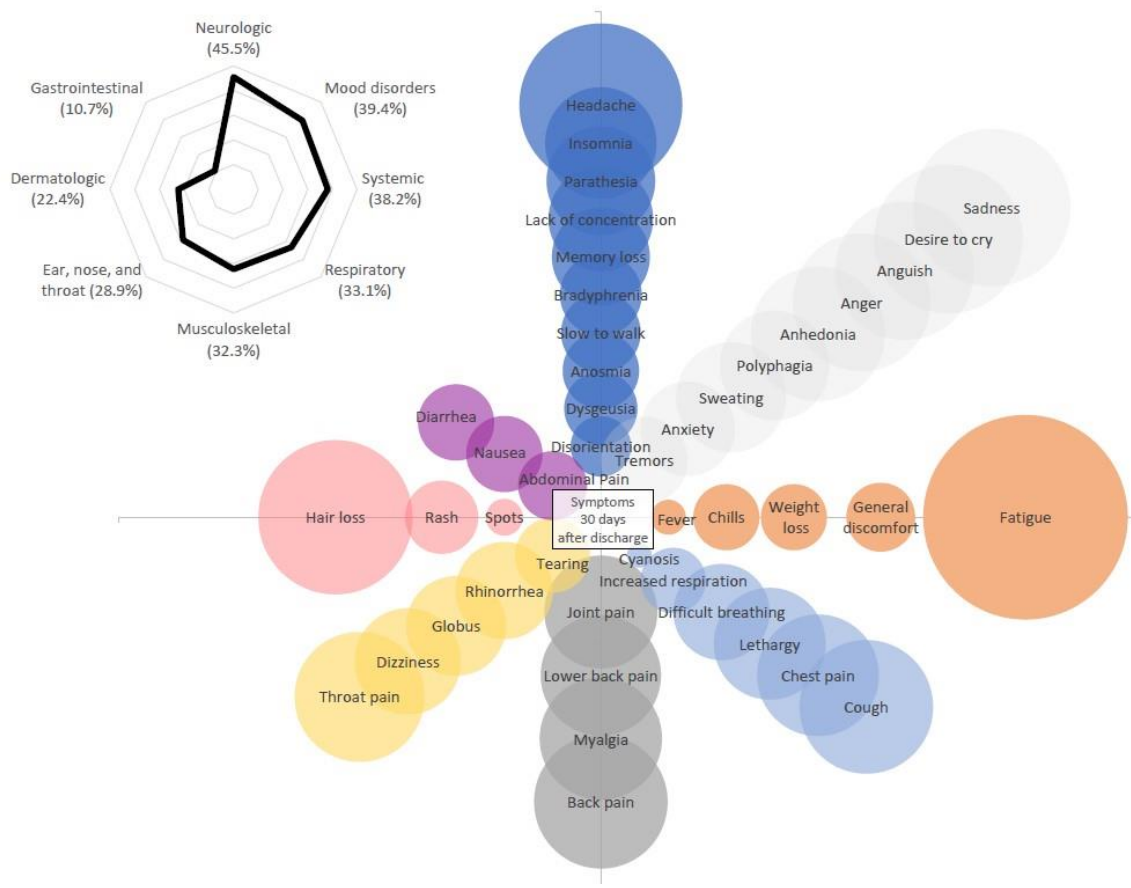 Neurologic
(45.5%)
Gastrointestinal
(10.7%)
Mood disorders
(39.4%)
Dermatologic
(22.4%)
Systemic
(38.2%)
Ear, nose, and
throat (28.9%)
Respiratory
(33.1%)
Musculoskeletal
(32.3%)
Headache
Insomnia
Parathesia
Lack of concentration
Memory loss
Bradyphrenia
Slow to walk
Anosmia
Dysgeusia
Disorientation
Sadness
Desire to cry
Anguish
Anger
Anhedonia
Polyphagia
Sweating
Anxiety
Tremors
Diarrhea
Nausea
Abdominal Pain
Symptoms
30 days
after discharge
Hair loss
Rash
Spots
Fever
Chills
Weight
loss
General
discomfort
Fatigue
Tearing
Rhinorrhea
Globus
Dizziness
Throat pain
Joint pain
Lower back pain
Myalgia
Back pain
Cyanosis
Increased respiration
Difficult breathing
Lethargy
Chest pain
Cough